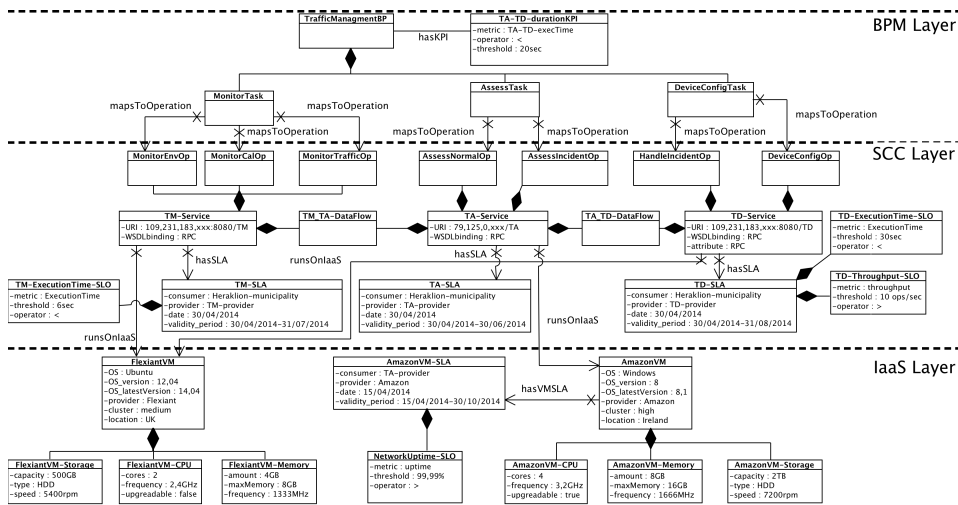 TrafficManagmentBP
TA-TD-durationKPI
-metric : TA-TD-execTime
-operator : <
-threshold : 20sec
hasKPI
BPM Layer
MonitorTask
AssessTask
DeviceConfigTask
mapsToOperation
mapsToOperation
mapsToOperation
mapsToOperation
mapsToOperation
mapsToOperation
mapsToOperation
SCC Layer
MonitorEnvOp
MonitorCalOp
MonitorTrafficOp
AssessNormalOp
AssessIncidentOp
HandleIncidentOp
DeviceConfigOp
TM-Service
-URI : 109,231,183,xxx:8080/TM
-WSDLbinding : RPC
TM_TA-DataFlow
TA-Service
-URI : 79,125,0,xxx/TA
-WSDLbinding : RPC
TA_TD-DataFlow
TD-Service
-URI : 109,231,183,xxx:8080/TD
-WSDLbinding : RPC
-attribute : RPC
TD-ExecutionTime-SLO
-metric : ExecutionTime
-threshold : 30sec
-operator : <
hasSLA
runsOnIaaS
hasSLA
hasSLA
TM-ExecutionTime-SLO
-metric : ExecutionTime
-threshold : 6sec
-operator : <
TM-SLA
-consumer : Heraklion-municipality
-provider : TM-provider
-date : 30/04/2014
-validity_period : 30/04/2014-31/07/2014
TA-SLA
-consumer : Heraklion-municipality
-provider : TA-provider
-date : 30/04/2014
-validity_period : 30/04/2014-30/06/2014
TD-SLA
-consumer : Heraklion-municipality
-provider : TD-provider
-date : 30/04/2014
-validity_period : 30/04/2014-31/08/2014
TD-Throughput-SLO
-metric : throughput
-threshold : 10 ops/sec
-operator : >
runsOnIaaS
runsOnIaaS
IaaS Layer
FlexiantVM
-OS : Ubuntu
-OS_version : 12,04
-OS_latestVersion : 14,04
-provider : Flexiant
-cluster : medium
-location : UK
AmazonVM-SLA
-consumer : TA-provider
-provider : Amazon
-date : 15/04/2014
-validity_period : 15/04/2014-30/10/2014
hasVMSLA
AmazonVM
-OS : Windows
-OS_version : 8
-OS_latestVersion : 8,1
-provider : Amazon
-cluster : high
-location : Ireland
FlexiantVM-Storage
-capacity : 500GB
-type : HDD
-speed : 5400rpm
FlexiantVM-CPU
-cores : 2
-frequency : 2,4GHz
-upgreadable : false
FlexiantVM-Memory
-amount : 4GB
-maxMemory : 8GB
-frequency : 1333MHz
NetworkUptime-SLO
-metric : uptime
-threshold : 99,99%
-operator : >
AmazonVM-CPU
-cores : 4
-frequency : 3,2GHz
-upgreadable : true
AmazonVM-Memory
-amount : 8GB
-maxMemory : 16GB
-frequency : 1666MHz
AmazonVM-Storage
-capacity : 2TB
-type : HDD
-speed : 7200rpm